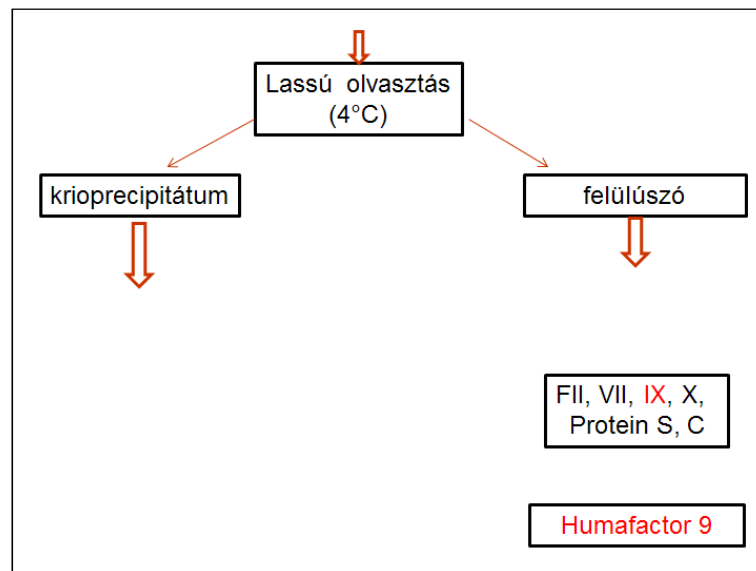 Lassú olvasztás
(4°C)
krioprecipitátum
felülúszó
FII, VII, IX, X,
Protein S, C
Humafactor 9